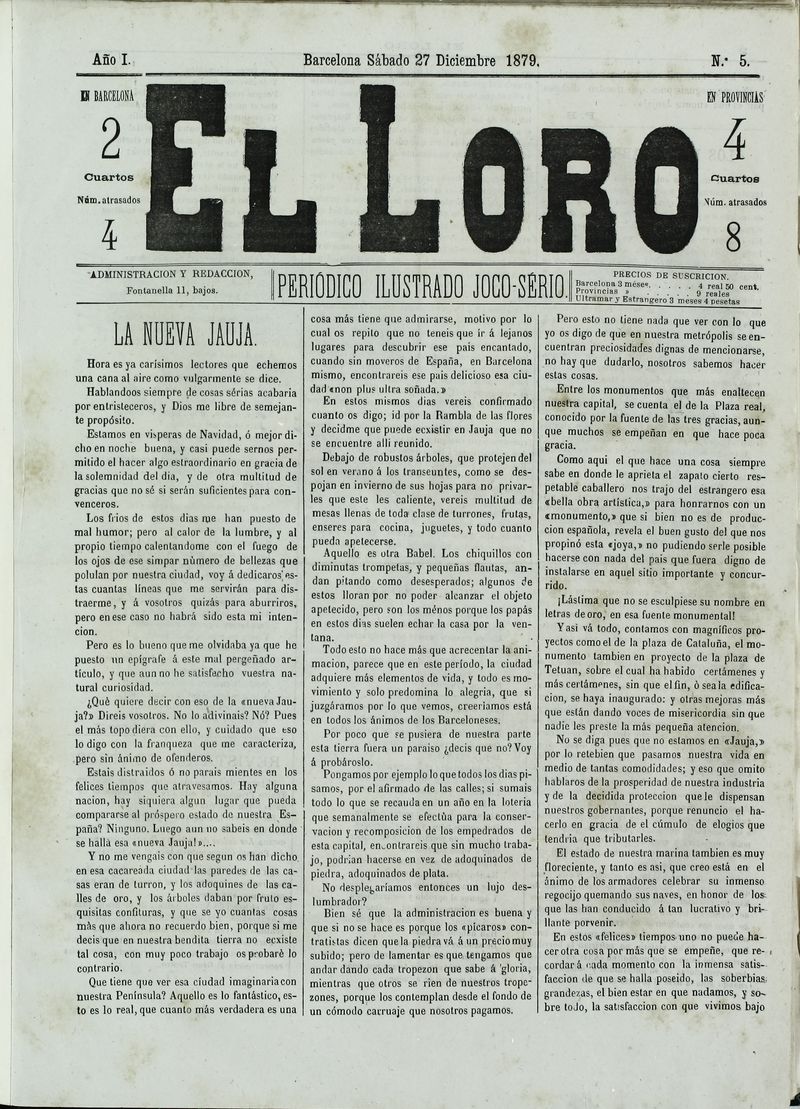 Año I.
Barcelona Sábado 27 Diciembre 1879.
N.º 5.
EN BARCELONA
2
Cuartos
Núm. atrasados
4
EL LORO
EN PROVINCIAS
4
Cuartos
Núm. atrasados
8
ADMINISTRACION Y REDACCION,
Fontanella 11, bajos.
PERIÓDICO ILUSTRADO JOCO-SÉRIO.
PRECIOS DE SUSCRICION.
Barcelona 3 meses. . . . . 4 real 50 cent.
Provincias » . . . . . 9 reales
Ultramar y Estrangero 3 meses 4 pesetas
LA NUEVA JAUJA.
Hora es ya carísimos lectores que echemos
una cana al aire como vulgarmente se dice.
Hablandoos siempre de cosas sérias acabaria
por entristeceros, y Dios me libre de semejan-
te propósito.
Estamos en visperas de Navidad, ó mejor di-
cho en noche buena, y casi puede sernos per-
mitido el hacer algo estraordinario en gracia de
la solemnidad del dia, y de otra multitud de
gracias que no sé si serán suficientes para con-
venceros.
Los frios de estos dias me han puesto de
mal humor; pero al calor de la lumbre, y al
propio tiempo calentandome con el fuego de
los ojos de ese simpar número de bellezas que
polulan por nuestra ciudad, voy á dedicaros es-
tas cuantas líneas que me servirán para dis-
traerme, y á vosotros quizás para aburriros,
pero en ese caso no habrá sido esta mi inten-
cion.
Pero es lo bueno que me olvidaba ya que he
puesto un epígrafe á este mal pergeñado ar-
tículo, y que aun no he satisfecho vuestra na-
tural curiosidad.
¿Qué quiere decir con eso de la «nueva Jau-
ja?» Direis vosotros. No lo adivinais? Nó? Pues
el más topo diera con ello, y cuidado que eso
lo digo con la franqueza que me caracteriza,
pero sin ánimo de ofenderos.
Estais distraidos ó no parais mientes en los
felices tiempos que atravesamos. Hay alguna
nacion, hay siquiera algun lugar que pueda
compararse al próspero estado de nuestra Es-
paña? Ninguno. Luego aun no sabeis en donde
se halla esa «nueva Jauja!»....
Y no me vengais con que segun os han dicho
en esa cacareada ciudad las paredes de las ca-
sas eran de turron, y los adoquines de las ca-
lles de oro, y los árboles daban por fruto es-
quisitas confituras, y que se yo cuantas cosas
más que ahora no recuerdo bien, porque si me
decis que en nuestra bendita tierra no ecxiste
tal cosa, con muy poco trabajo os probaré lo
contrario.
Que tiene que ver esa ciudad imaginaria con
nuestra Península? Aquello es lo fantástico, es-
to es lo real, que cuanto más verdadera es una
cosa más tiene que admirarse, motivo por lo
cual os repito que no teneis que ir á lejanos
lugares para descubrir ese pais encantado,
cuando sin moveros de España, en Barcelona
mismo, encontrareis ese pais delicioso esa ciu-
dad «non plus ultra soñada.»
En estos mismos dias vereis confirmado
cuanto os digo; id por la Rambla de las flores
y decidme que puede ecxistir en Jauja que no
se encuentre alli reunido.
Debajo de robustos árboles, que protejen del
sol en verano á los transeuntes, como se des-
pojan en invierno de sus hojas para no privar-
les que este les caliente, vereis multitud de
mesas llenas de toda clase de turrones, frutas,
enseres para cocina, juguetes, y todo cuanto
pueda apetecerse.
Aquello es otra Babel. Los chiquillos con
diminutas trompetas, y pequeñas flautas, an-
dan pitando como desesperados; algunos de
estos lloran por no poder alcanzar el objeto
apetecido, pero son los ménos porque los papás
en estos dias suelen echar la casa por la ven-
tana.
Todo esto no hace más que acrecentar la ani-
macion, parece que en este período, la ciudad
adquiere más elementos de vida, y todo es mo-
vimiento y solo predomina lo alegria, que si
juzgáramos por lo que vemos, creeriamos está
en todos los ánimos de los Barceloneses.
Por poco que se pusiera de nuestra parte
esta tierra fuera un paraiso ¿decis que no? Voy
á probároslo.
Pongamos por ejemplo lo que todos los dias pi-
samos, por el afirmado de las calles; si sumais
todo lo que se recauda en un año en la loteria
que semanalmente se efectúa para la conser-
vacion y recomposicion de los empedrados de
esta capital, encontrareis que sin mucho traba-
jo, podrían hacerse en vez de adoquinados de
piedra, adoquinados de plata.
No desplegaríamos entonces un lujo des-
lumbrador?
Bien sé que la administracion es buena y
que si no se hace es porque los «pícaros» con-
tratistas dicen que la piedra vá á un precio muy
subido; pero de lamentar es que tengamos que
andar dando cada tropezon que sabe á gloria,
mientras que otros se rien de nuestros trope-
zones, porque los contemplan desde el fondo de
un cómodo carruaje que nosotros pagamos.
Pero esto no tiene nada que ver con lo que
yo os digo de que en nuestra metrópolis se en-
cuentran preciosidades dignas de mencionarse,
no hay que dudarlo, nosotros sabemos hacer
estas cosas.
Entre los monumentos que más enaltecen
nuestra capital, se cuenta el de la Plaza real,
conocido por la fuente de las tres gracias, aun-
que muchos se empeñan en que hace poca
gracia.
Como aqui el que hace una cosa siempre
sabe en donde le aprieta el zapato cierto res-
petable caballero nos trajo del estrangero esa
«bella obra artística,» para honrarnos con un
«monumento,» que si bien no es de produc-
cion española, revela el buen gusto del que nos
propinó esta «joya,» no pudiendo serle posible
hacerse con nada del pais que fuera digno de
instalarse en aquel sitio importante y concur-
rido.
¡Lástima que no se esculpiese su nombre en
letras de oro, en esa fuente monumental!
Y asi vá todo, contamos con magníficos pro-
yectos como el de la plaza de Cataluña, el mo-
numento tambien en proyecto de la plaza de
Tetuan, sobre el cual ha habido certámenes y
más certámenes, sin que el fin, ó sea la edifica-
cion, se haya inaugurado: y otras mejoras más
que están dando voces de misericordia sin que
nadie les preste la más pequeña atencion.
No se diga pues que no estamos en «Jauja,»
por lo retebien que pasamos nuestra vida en
medio de tantas comodidades; y eso que omito
hablaros de la prosperidad de nuestra industria
y de la decidida proteccion que le dispensan
nuestros gobernantes, porque renuncio el ha-
cerlo en gracia de el cúmulo de elogios que
tendria que tributarles.
El estado de nuestra marina tambien es muy
floreciente, y tanto es asi, que creo está en el
ánimo de los armadores celebrar su inmenso
regocijo quemando sus naves, en honor de los
que las han conducido á tan lucrativo y bri-
llante porvenir.
En estos «felices» tiempos uno no puede ha-
cer otra cosa por más que se empeñe, que re-
cordar á cada momento con la inmensa satis-
faccion de que se halla poseido, las soberbias
grandezas, el bien estar en que nadamos, y so-
bre todo, la satisfaccion con que vivimos bajo